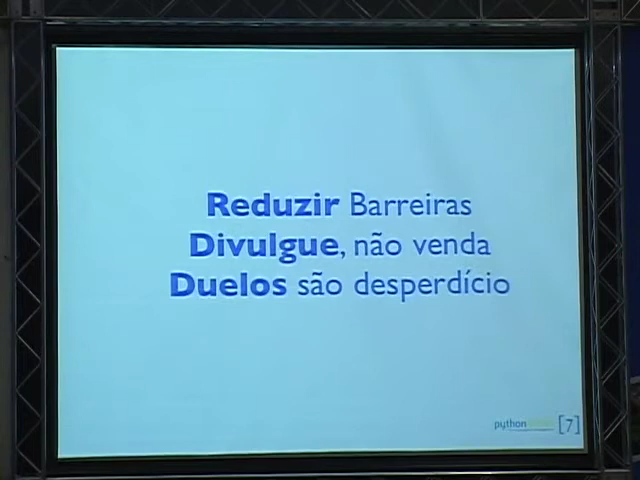 Reduzir Barreiras
Divulgue, não venda
Duelos são desperdício
python [7]